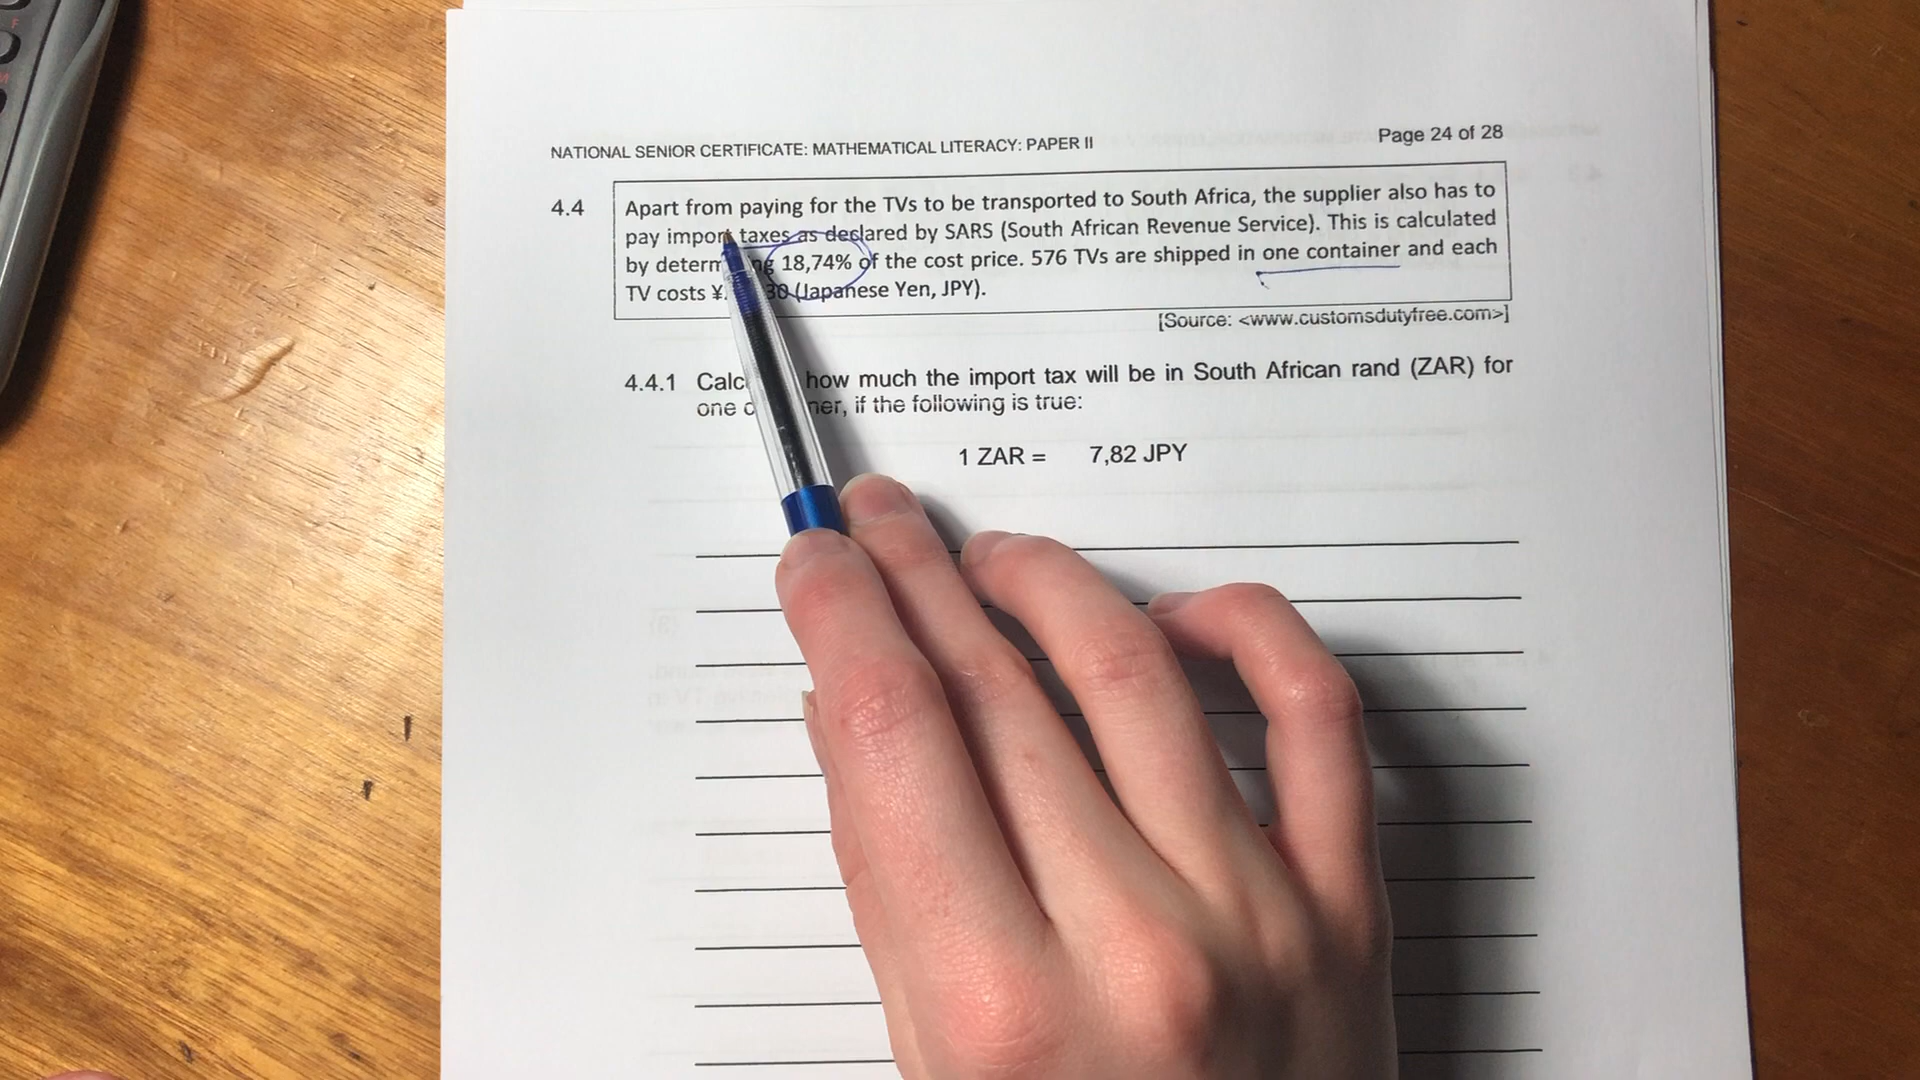 NATIONAL SENIOR CERTIFICATE: MATHEMATICAL LITERACY: PAPER II
Page 24 of 28
4.4
Apart from paying for the TVs to be transported to South Africa, the supplier also has to
pay import taxes as declared by SARS (South African Revenue Service). This is calculated
by 18,74% of the cost price. 576 TVs are shipped in one container and each
TV costs (Japanese Yen, JPY).
[Source: <www.customsdutyfree.com>]
4.4.1 how much the import tax will be in South African rand (ZAR) for
one if the following is true:
1 ZAR = 7,82 JPY